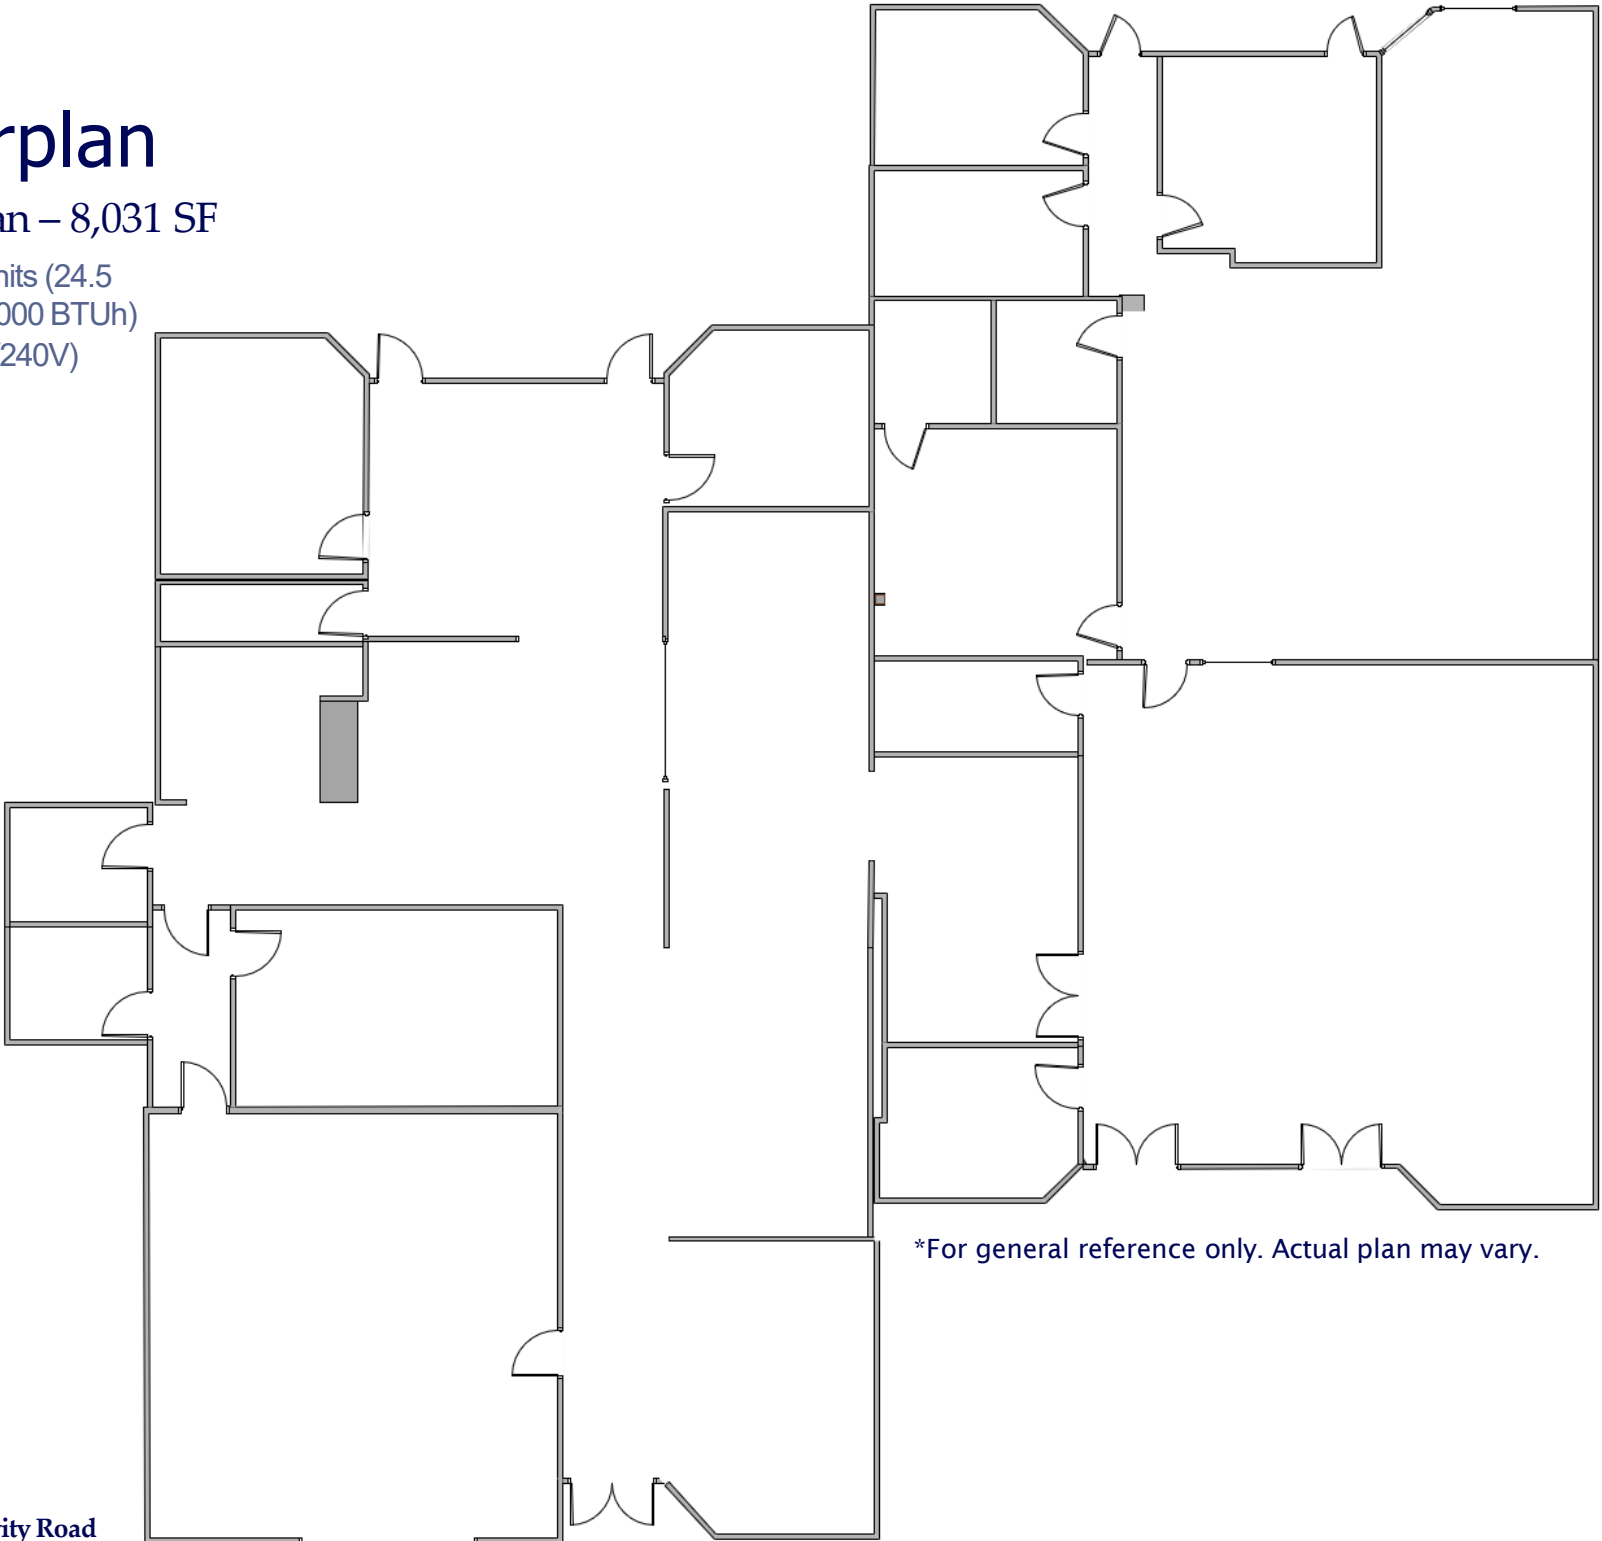 rplan
an – 8,031 SF
nits (24.5
000 BTUh)
240V)
*For general reference only. Actual plan may vary.
ity Road